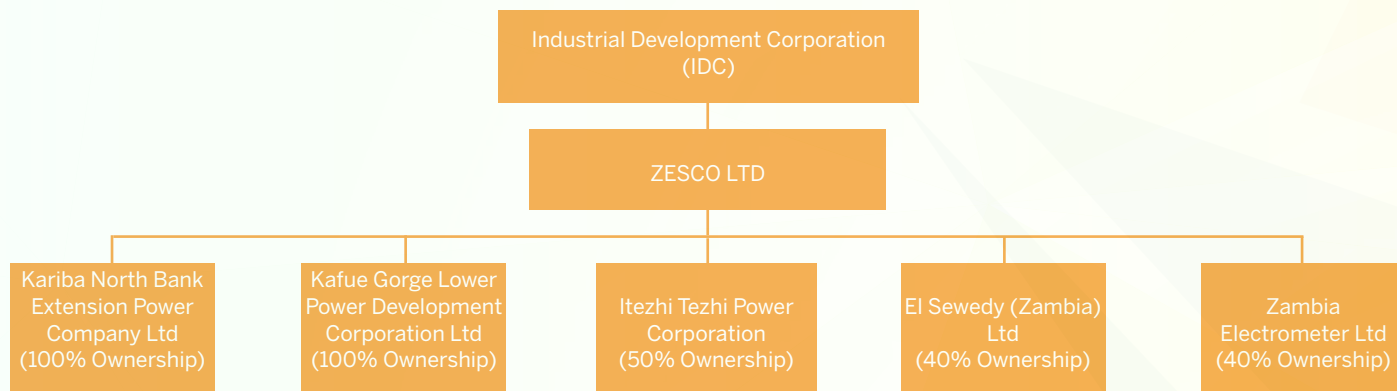 Industrial Development Corporation
(IDC)
ZESCO LTD
Kariba North Bank
Extension Power
Company Ltd
(100% Ownership)
Kafue Gorge Lower
Power Development
Corporation Ltd
(100% Ownership)
Itezhi Tezhi Power
Corporation
(50% Ownership)
El Sewedy (Zambia)
Ltd
(40% Ownership)
Zambia
Electrometer Ltd
(40% Ownership)